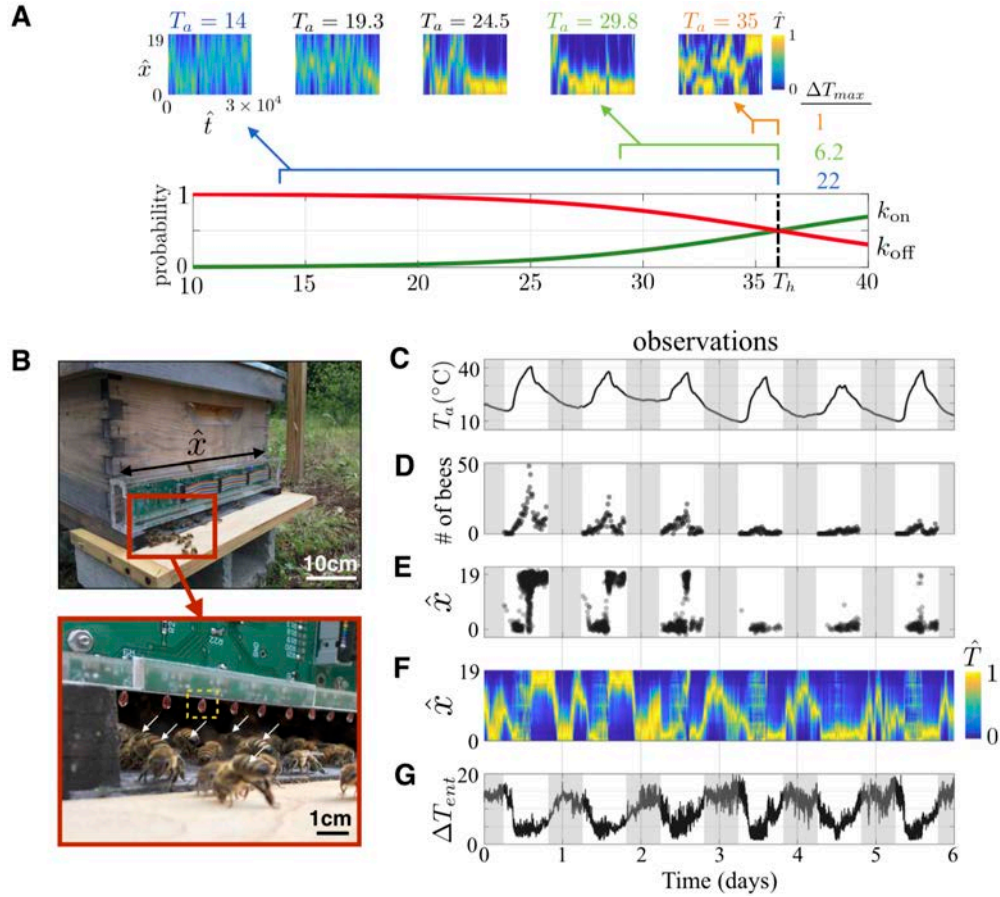 A
T_a = 14
T_a = 19.3
T_a = 24.5
T_a = 29.8
T_a = 35
T̂
19
x̂
0
0
3 × 10⁴
t̂
1
0
ΔT_max
1
6.2
22
probability
1
0
10
15
20
25
30
35
T_h
40
k_on
k_off
B
x̂
10cm
1cm
observations
C
T_a(°C)
40
10
D
# of bees
50
0
E
x̂
19
0
F
x̂
19
0
T̂
1
0
G
ΔT_ent
20
0
0
1
2
3
4
5
6
Time (days)